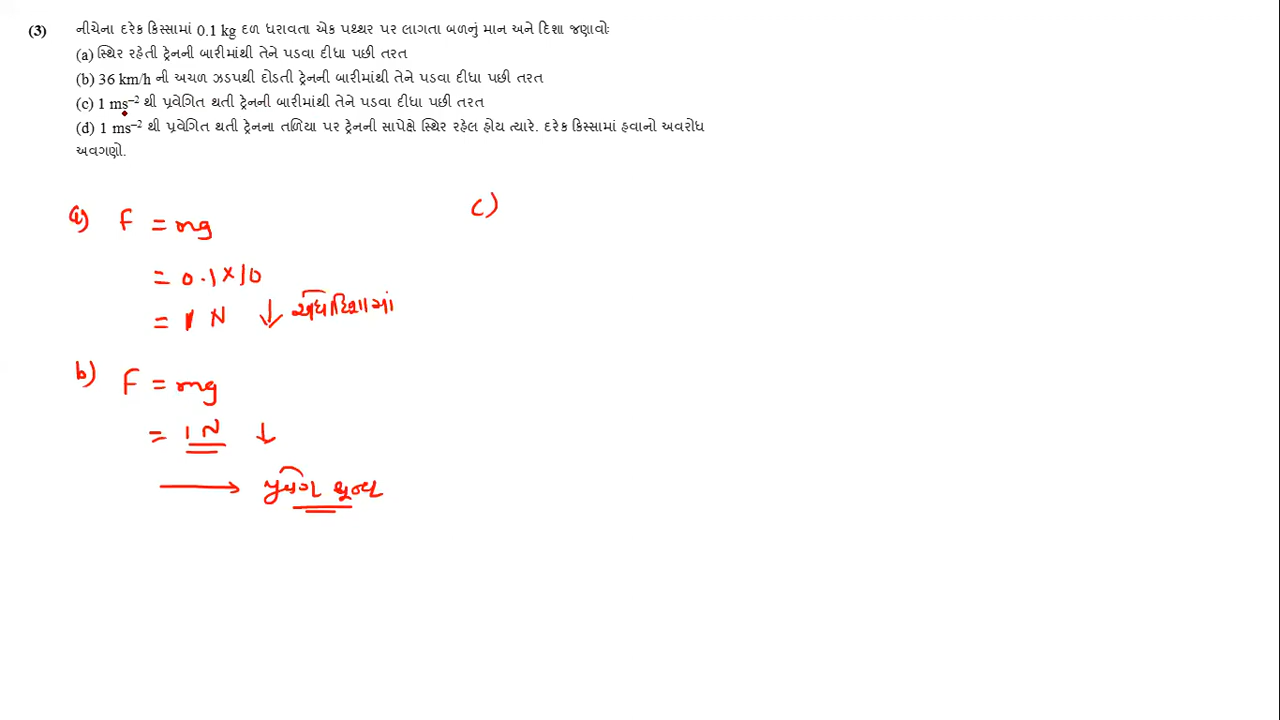 (3) નીચેના દરેક કિસ્સામાં 0.1 kg દળ ધરાવતા એક પથ્થર પર લાગતા બળનું માન અને દિશા જણાવોઃ
(a) સ્થિર રહેતી ટ્રેનની બારીમાંથી તેને પડવા દીધા પછી તરત
(b) 36 km/h ની અચળ ઝડપથી દોડતી ટ્રેનની બારીમાંથી તેને પડવા દીધા પછી તરત
(c) 1 ms⁻² થી પ્રવેગિત થતી ટ્રેનની બારીમાંથી તેને પડવા દીધા પછી તરત
(d) 1 ms⁻² થી પ્રવેગિત થતી ટ્રેનના તળિયા પર ટ્રેનની સાપેક્ષે સ્થિર રહેલ હોય ત્યારે. દરેક કિસ્સામાં હવાનો અવરોધ
અવગણો.
a) F = mg
= 0.1 × 10
= 1 N ↓ અધોદિશામાં
b) F = mg
= 1 N ↓
→ પ્રવેગ શૂન્ય
c)